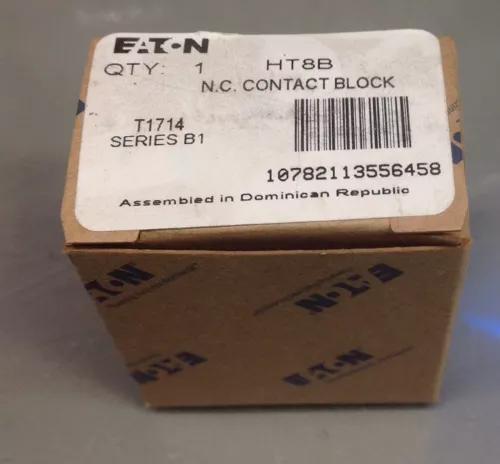 EATON
QTY: 1 HT8B
N.C. CONTACT BLOCK
T1714
SERIES B1
10782113556458
Assembled in Dominican Republic
EATON
EATON
EATON
EATON